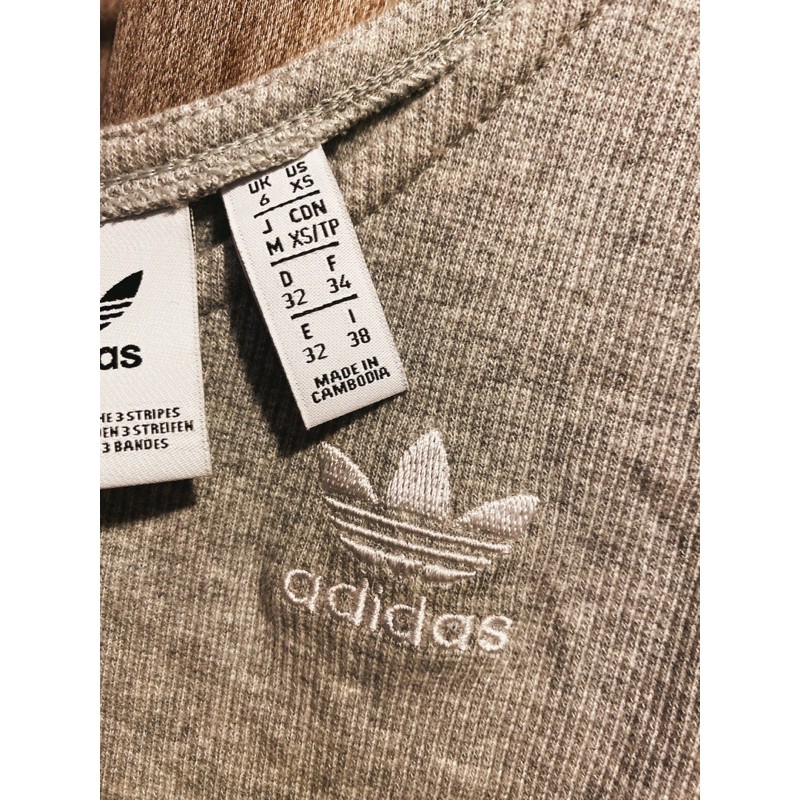 UK US
6 XS
J CDN
M XS/TP
D F
32 34
E I
32 38
MADE IN
CAMBODIA
as
HE 3 STRIPES
EN 3 STREIFEN
3 BANDES
adidas